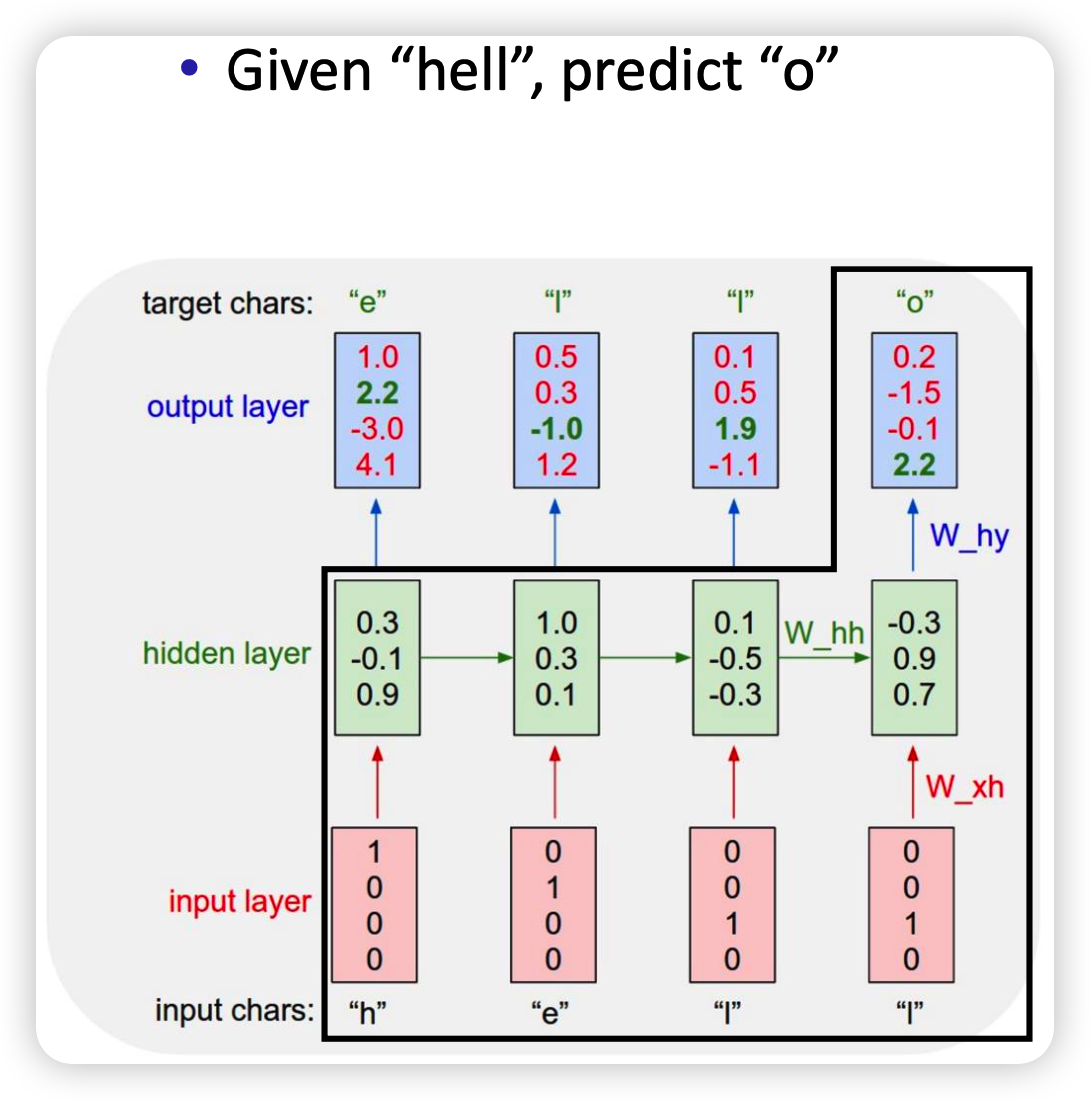 • Given “hell”, predict “o”
target chars: “e” “l” “l” “o”
1.0 0.5 0.1 0.2
2.2 0.3 0.5 -1.5
output layer
-3.0 -1.0 1.9 -0.1
4.1 1.2 -1.1 2.2
W_hy
0.3 1.0 0.1 W_hh -0.3
hidden layer -0.1 0.3 -0.5 0.9
0.9 0.1 -0.3 0.7
W_xh
1 0 0 0
0 1 0 0
input layer
0 0 1 1
0 0 0 0
input chars: “h” “e” “l” “l”